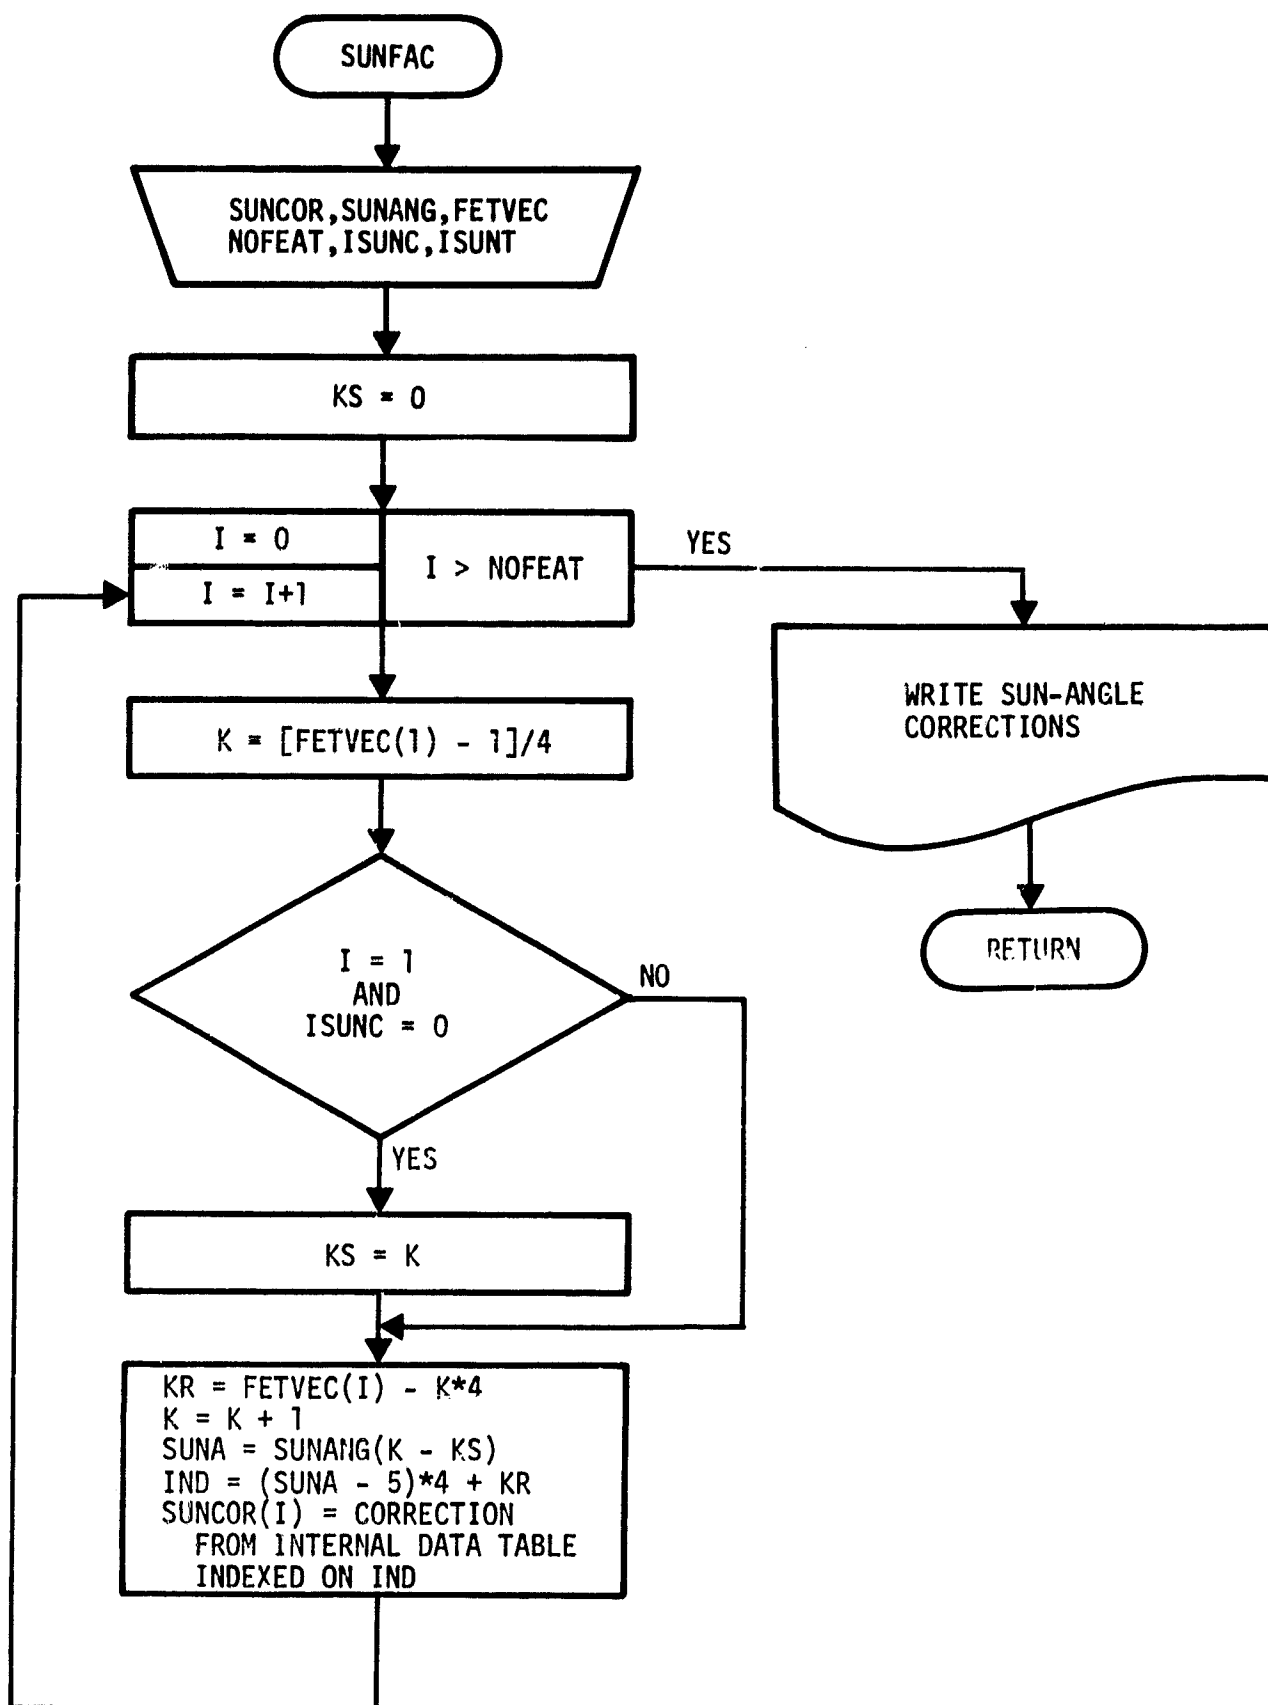 SUNFAC
SUNCOR,SUNANG,FETVEC
NOFEAT,ISUNC,ISUNT
KS = 0
I = 0
I = I+1
I > NOFEAT
YES
WRITE SUN-ANGLE
CORRECTIONS
RETURN
K = [FETVEC(1) - 1]/4
I = 1
AND
ISUNC = 0
NO
YES
KS = K
KR = FETVEC(I) - K*4
K = K + 1
SUNA = SUNANG(K - KS)
IND = (SUNA - 5)*4 + KR
SUNCOR(I) = CORRECTION
FROM INTERNAL DATA TABLE
INDEXED ON IND